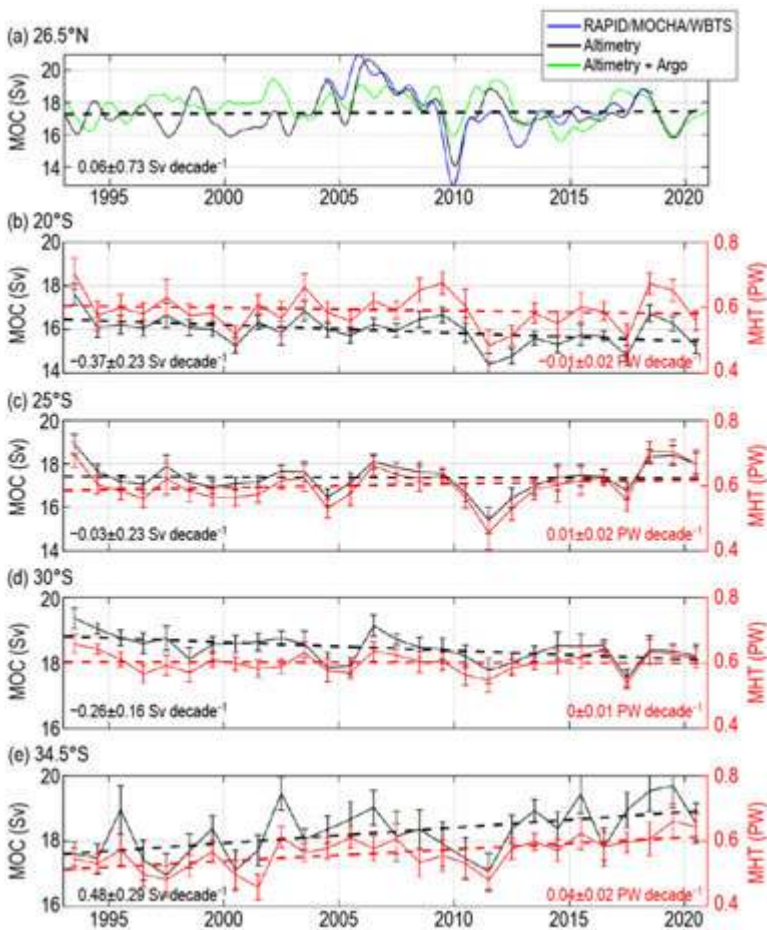 (a) 26.5°N
RAPID/MOCHA/WBTS
Altimetry
Altimetry + Argo
MOC (Sv)
20
18
16
14
0.06±0.73 Sv decade⁻¹
1995 2000 2005 2010 2015 2020
(b) 20°S
MOC (Sv)
20
18
16
14
−0.37±0.23 Sv decade⁻¹
−0.01±0.02 PW decade⁻¹
0.8
0.6
0.4
MHT (PW)
(c) 25°S
MOC (Sv)
20
18
16
14
−0.03±0.23 Sv decade⁻¹
0.01±0.02 PW decade⁻¹
0.8
0.6
0.4
MHT (PW)
(d) 30°S
MOC (Sv)
20
18
16
−0.26±0.16 Sv decade⁻¹
0±0.01 PW decade⁻¹
0.8
0.6
0.4
MHT (PW)
(e) 34.5°S
MOC (Sv)
20
18
16
0.48±0.29 Sv decade⁻¹
0.04±0.02 PW decade⁻¹
0.8
0.6
0.4
MHT (PW)
1995 2000 2005 2010 2015 2020